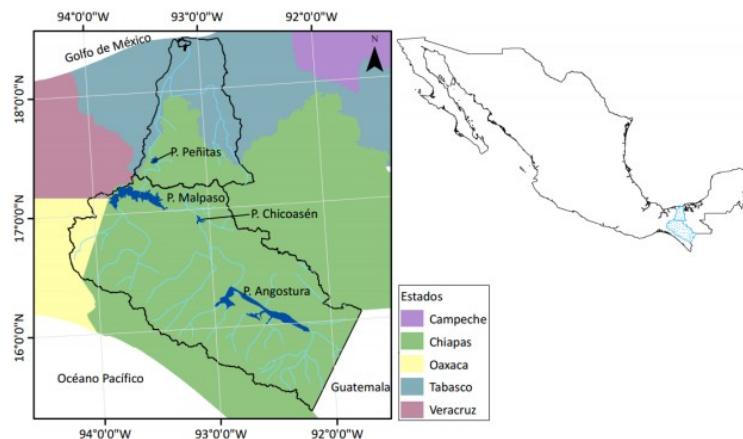 94°0'0"W 93°0'0"W 92°0'0"W
Golfo de México
N
18°0'0"N
P. Peñitas
P. Malpaso
17°0'0"N
P. Chicoasén
P. Angostura
16°0'0"N
Océano Pacífico
Guatemala
94°0'0"W 93°0'0"W 92°0'0"W
Estados
Campeche
Chiapas
Oaxaca
Tabasco
Veracruz